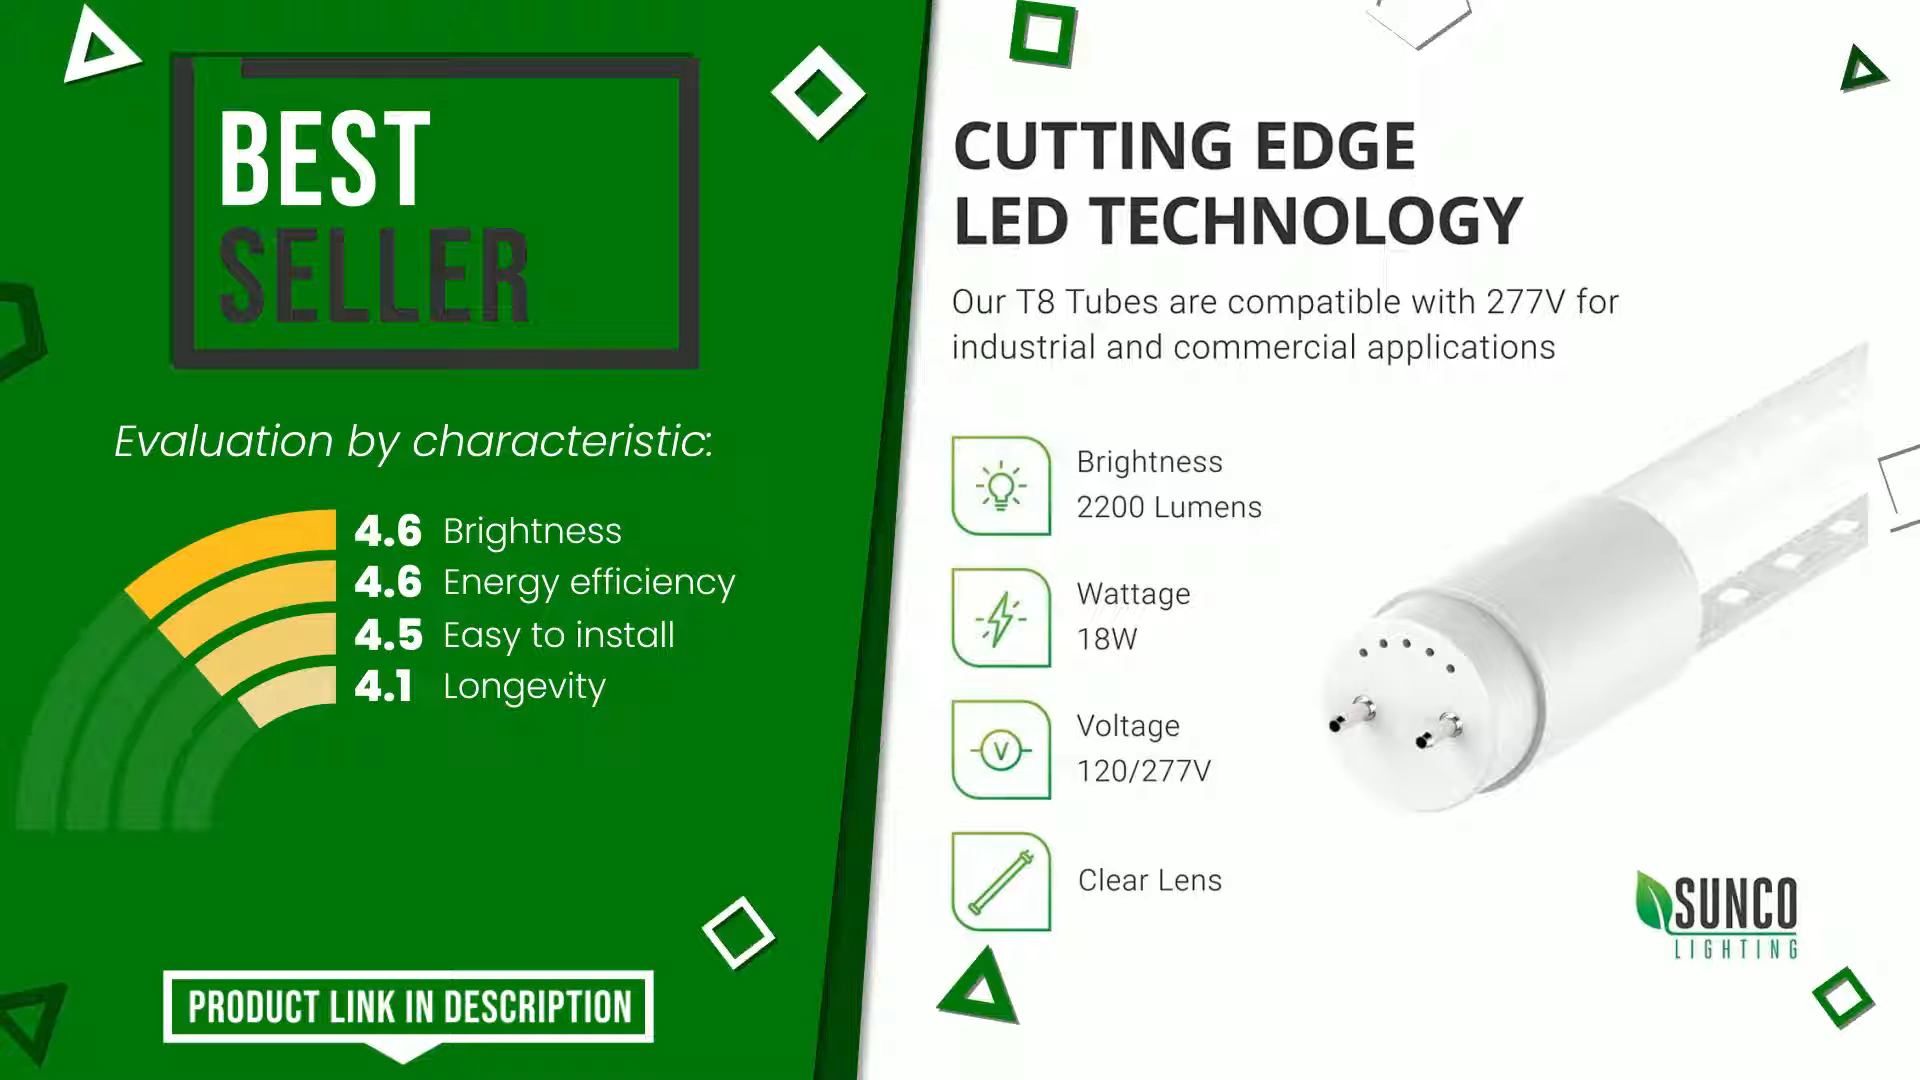 BEST
SELLER
Evaluation by characteristic:
4.6 Brightness
4.6 Energy efficiency
4.5 Easy to install
4.1 Longevity
PRODUCT LINK IN DESCRIPTION
CUTTING EDGE
LED TECHNOLOGY
Our T8 Tubes are compatible with 277V for
industrial and commercial applications
Brightness
2200 Lumens
Wattage
18W
V
Voltage
120/277V
Clear Lens
SUNCO
LIGHTING